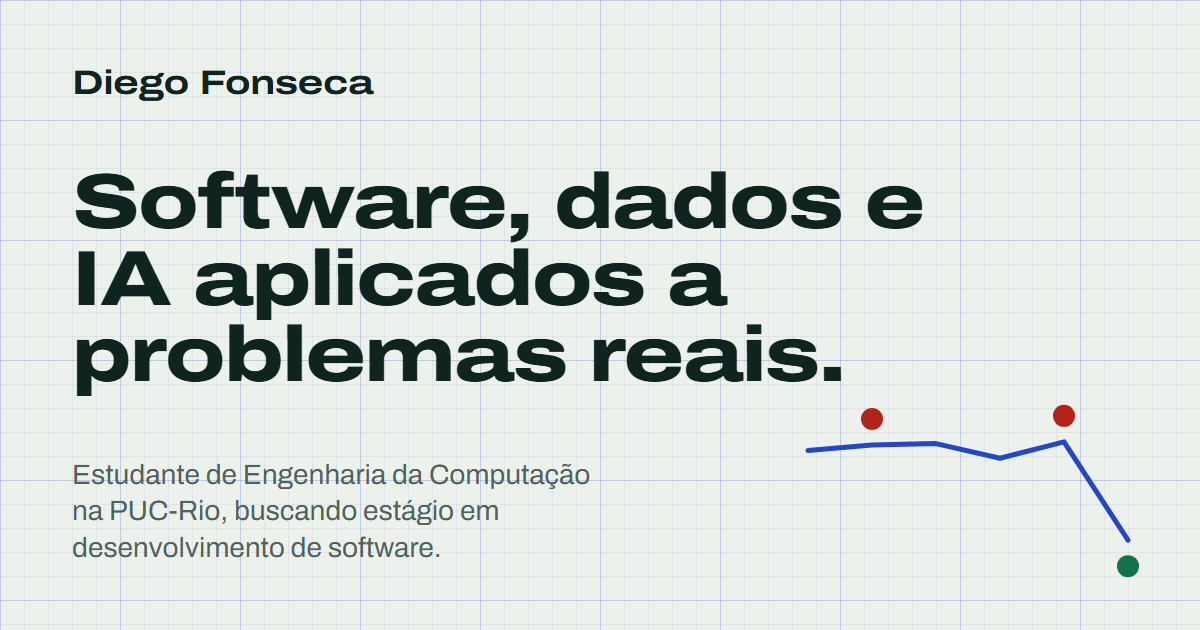 Diego Fonseca
Software, dados e
IA aplicados a
problemas reais.
Estudante de Engenharia da Computação
na PUC-Rio, buscando estágio em
desenvolvimento de software.